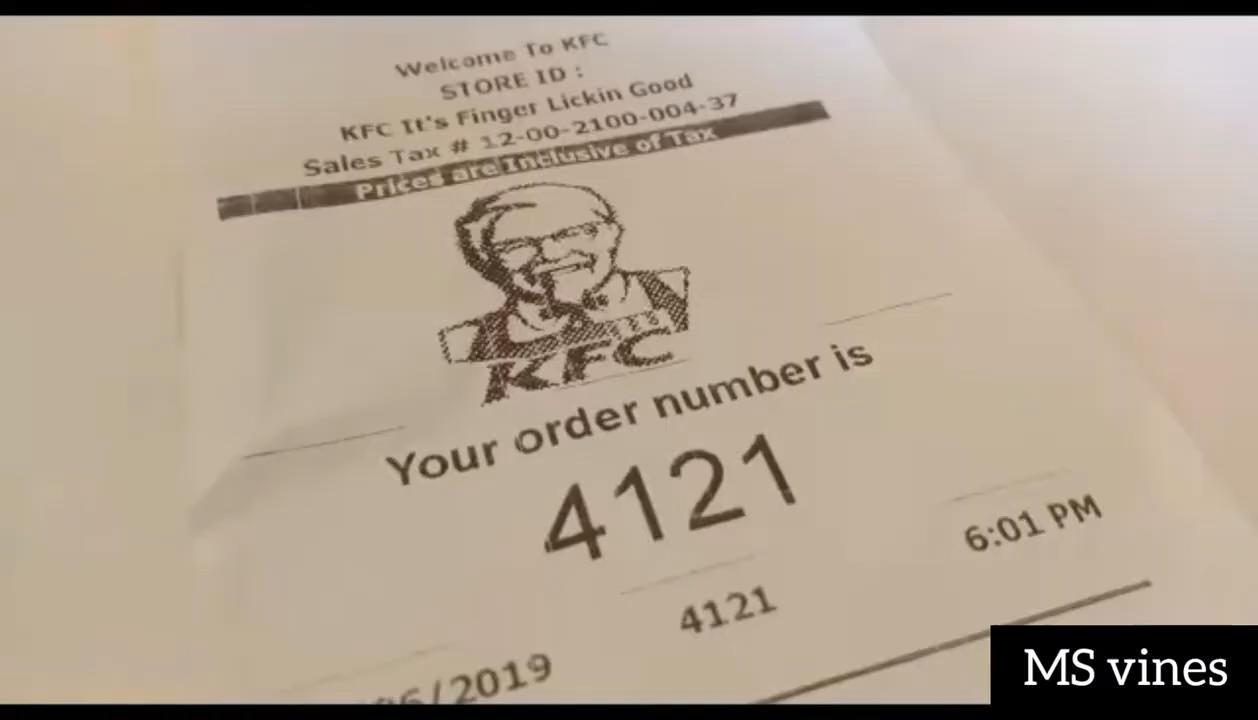 Welcome To KFC
STORE ID :
KFC It's Finger Lickin Good
Sales Tax # 12-00-2100-004-37
Prices are Inclusive of Tax
KFC
Your order number is
4121
6:01 PM
4121
06/2019
MS vines